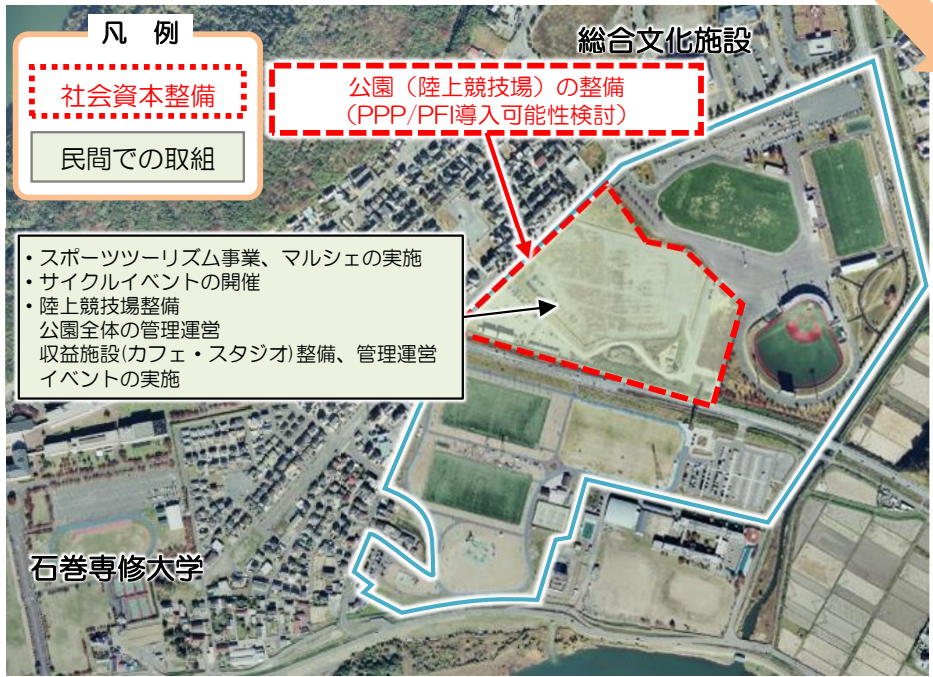 凡 例
社会資本整備
民間での取組
総合文化施設
公園（陸上競技場）の整備
（PPP/PFI導入可能性検討）
・スポーツツーリズム事業、マルシェの実施
・サイクルイベントの開催
・陸上競技場整備
公園全体の管理運営
収益施設(カフェ・スタジオ)整備、管理運営
イベントの実施
石巻専修大学